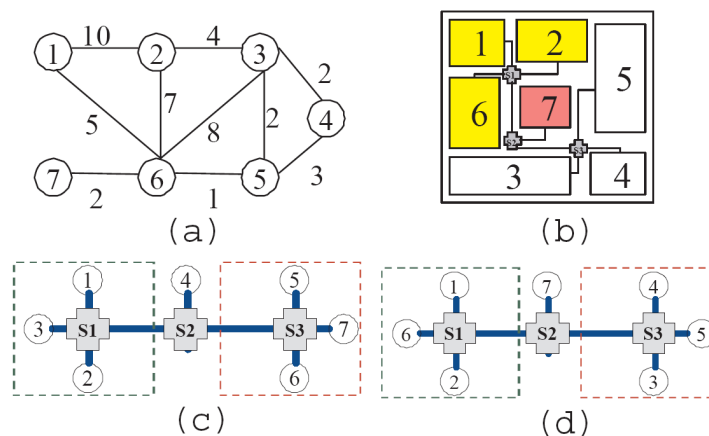 10 4
1 2 3
2
7
5 8 2 4
3
7 6 5
2 1
(a)
1 2
S1
5
6 7
S2
S3
3 4
(b)
1 4 5
3 S1 S2 S3 7
2 6
(c)
1 7 4
6 S1 S2 S3 5
2 3
(d)